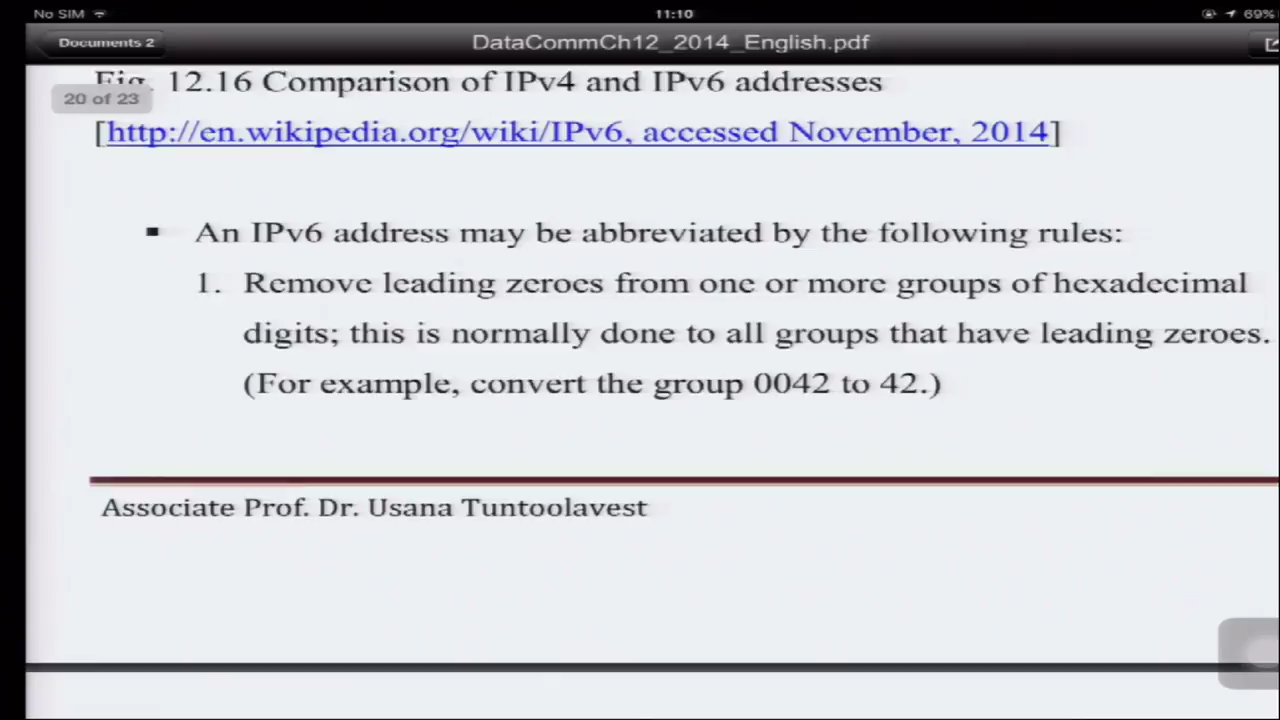 No SIM
11:10
69%
Documents 2
DataCommCh12_2014_English.pdf
Fig. 12.16 Comparison of IPv4 and IPv6 addresses
20 of 23
[http://en.wikipedia.org/wiki/IPv6, accessed November, 2014]
▪ An IPv6 address may be abbreviated by the following rules:
1. Remove leading zeroes from one or more groups of hexadecimal
digits; this is normally done to all groups that have leading zeroes.
(For example, convert the group 0042 to 42.)
Associate Prof. Dr. Usana Tuntoolavest